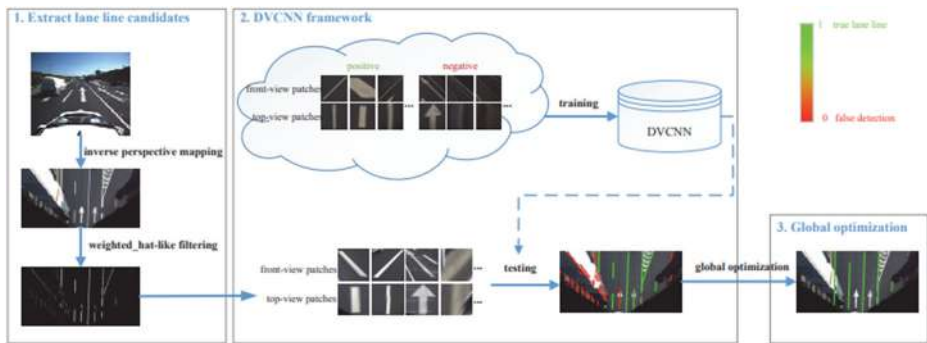 1. Extract lane line candidates
inverse perspective mapping
weighted_hat-like filtering
2. DVCNN framework
positive
negative
front-view patches
...
top-view patches
training
DVCNN
front-view patches
...
top-view patches
...
testing
global optimization
3. Global optimization
1 true lane line
0 false detection